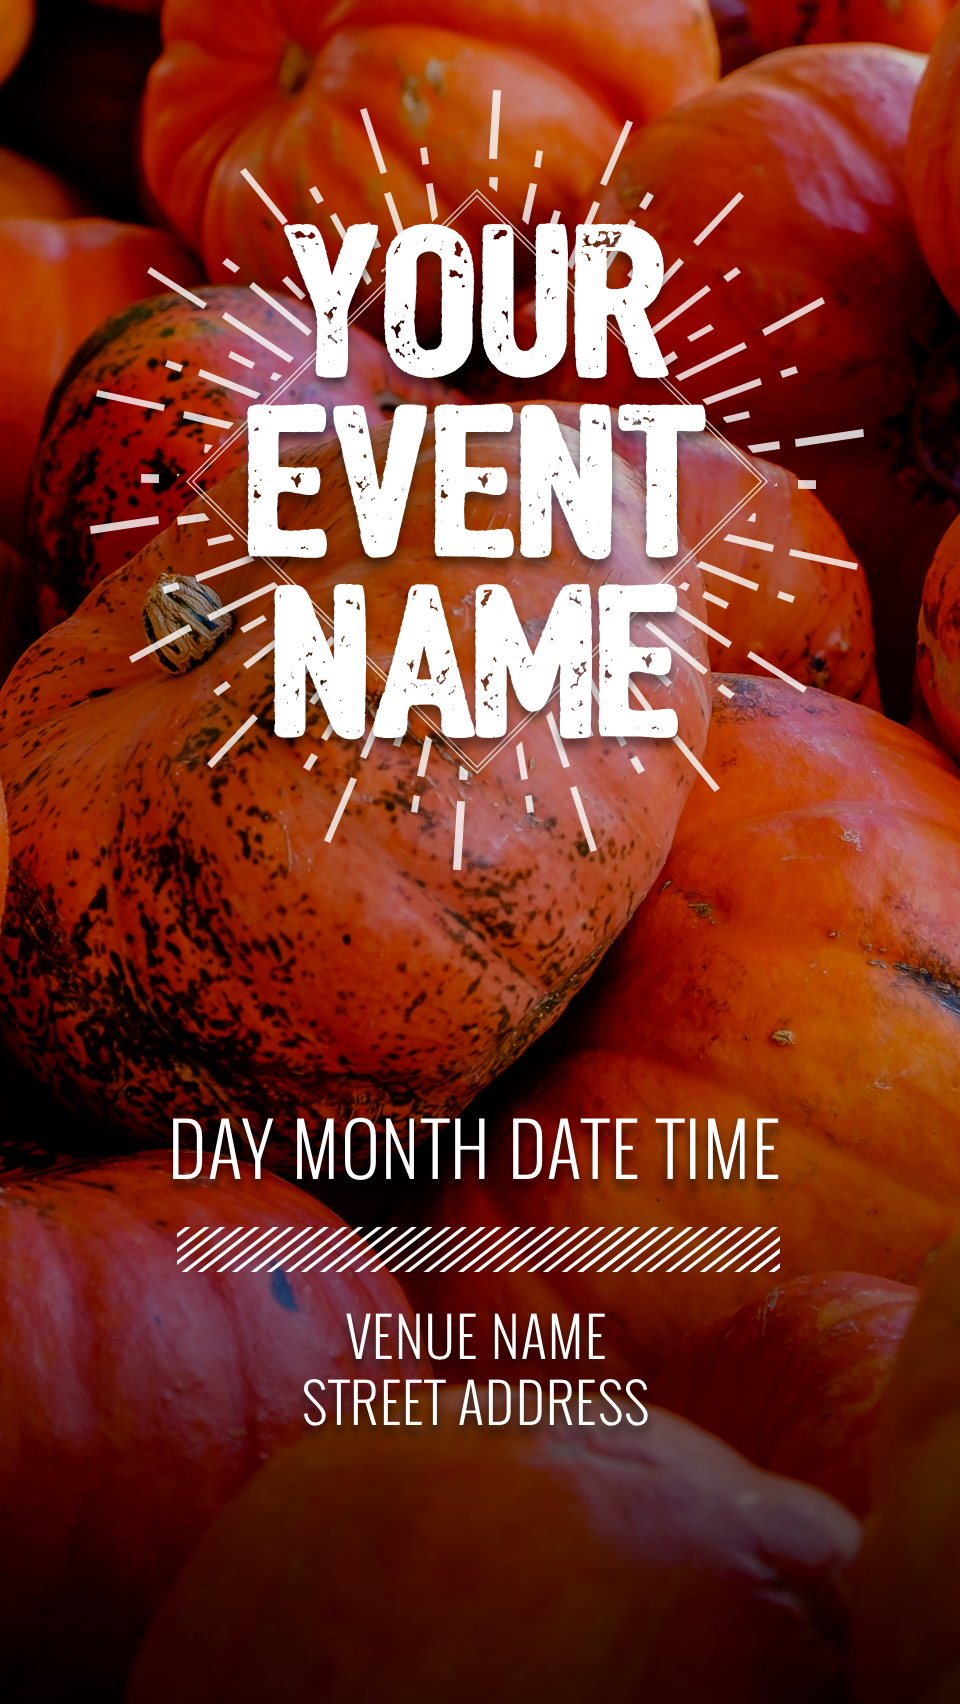 YOUR
EVENT
NAME
DAY MONTH DATE TIME
VENUE NAME
STREET ADDRESS